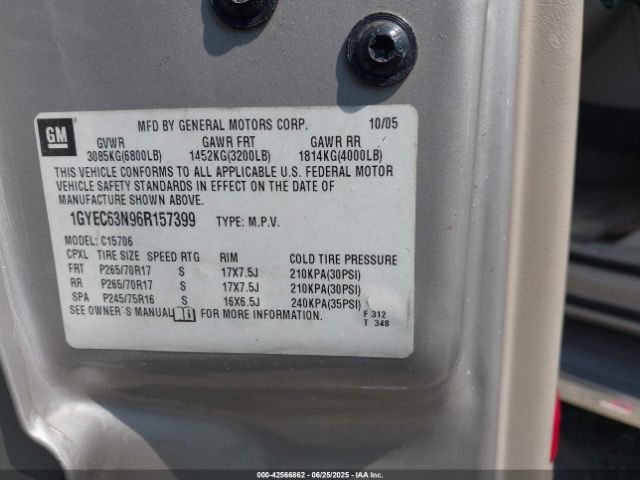 GM
MFD BY GENERAL MOTORS CORP. 10/05
GVWR GAWR FRT GAWR RR
3085KG(6800LB) 1452KG(3200LB) 1814KG(4000LB)
THIS VEHICLE CONFORMS TO ALL APPLICABLE U.S. FEDERAL MOTOR
VEHICLE SAFETY STANDARDS IN EFFECT ON THE DATE OF
MANUFACTURE SHOWN ABOVE.
1GYEC63N96R157399 TYPE: M.P.V.
MODEL: C15706
CPXL TIRE SIZE SPEED RTG RIM COLD TIRE PRESSURE
FRT P265/70R17 S 17X7.5J 210KPA(30PSI)
RR P265/70R17 S 17X7.5J 210KPA(30PSI)
SPA P245/75R16 S 16X6.5J 240KPA(35PSI)
SEE OWNER'S MANUAL i FOR MORE INFORMATION. F 312
T 348
000-42566862 - 06/25/2025 - IAAI.COM